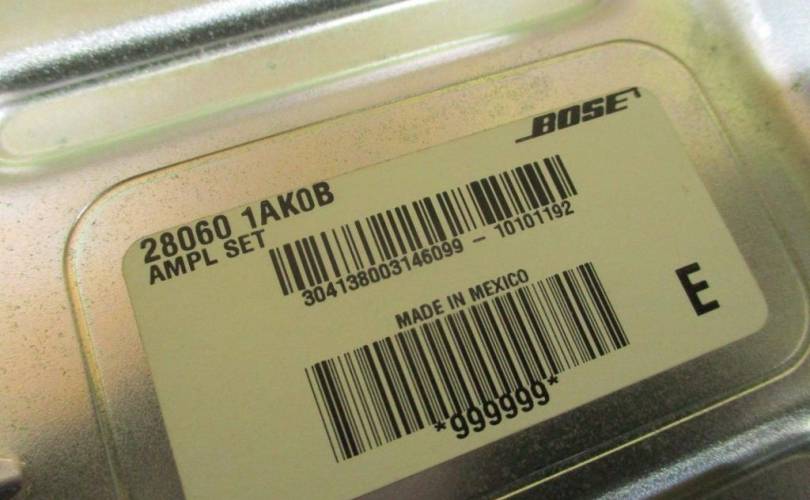 BOSE
28060 1AK0B
AMPL SET
304138003146099 - 10101192
MADE IN MEXICO
E
*999999*